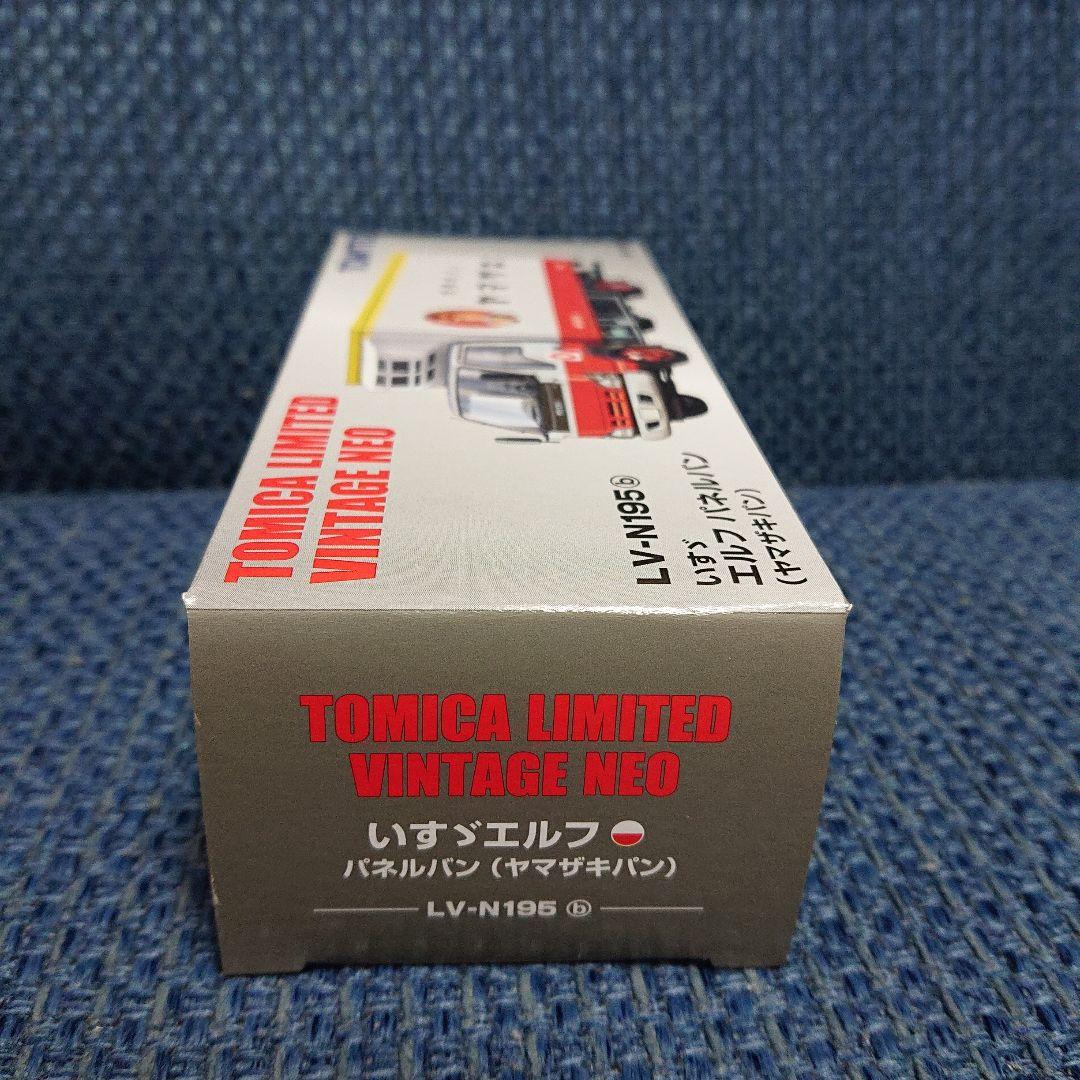 TOMICA LIMITED
VINTAGE NEO
LV-N195 ⓑ
いすゞ
エルフ パネルバン
(ヤマザキパン)
TOMICA LIMITED
VINTAGE NEO
いすゞエルフ
パネルバン(ヤマザキパン)
LV-N195 ⓑ